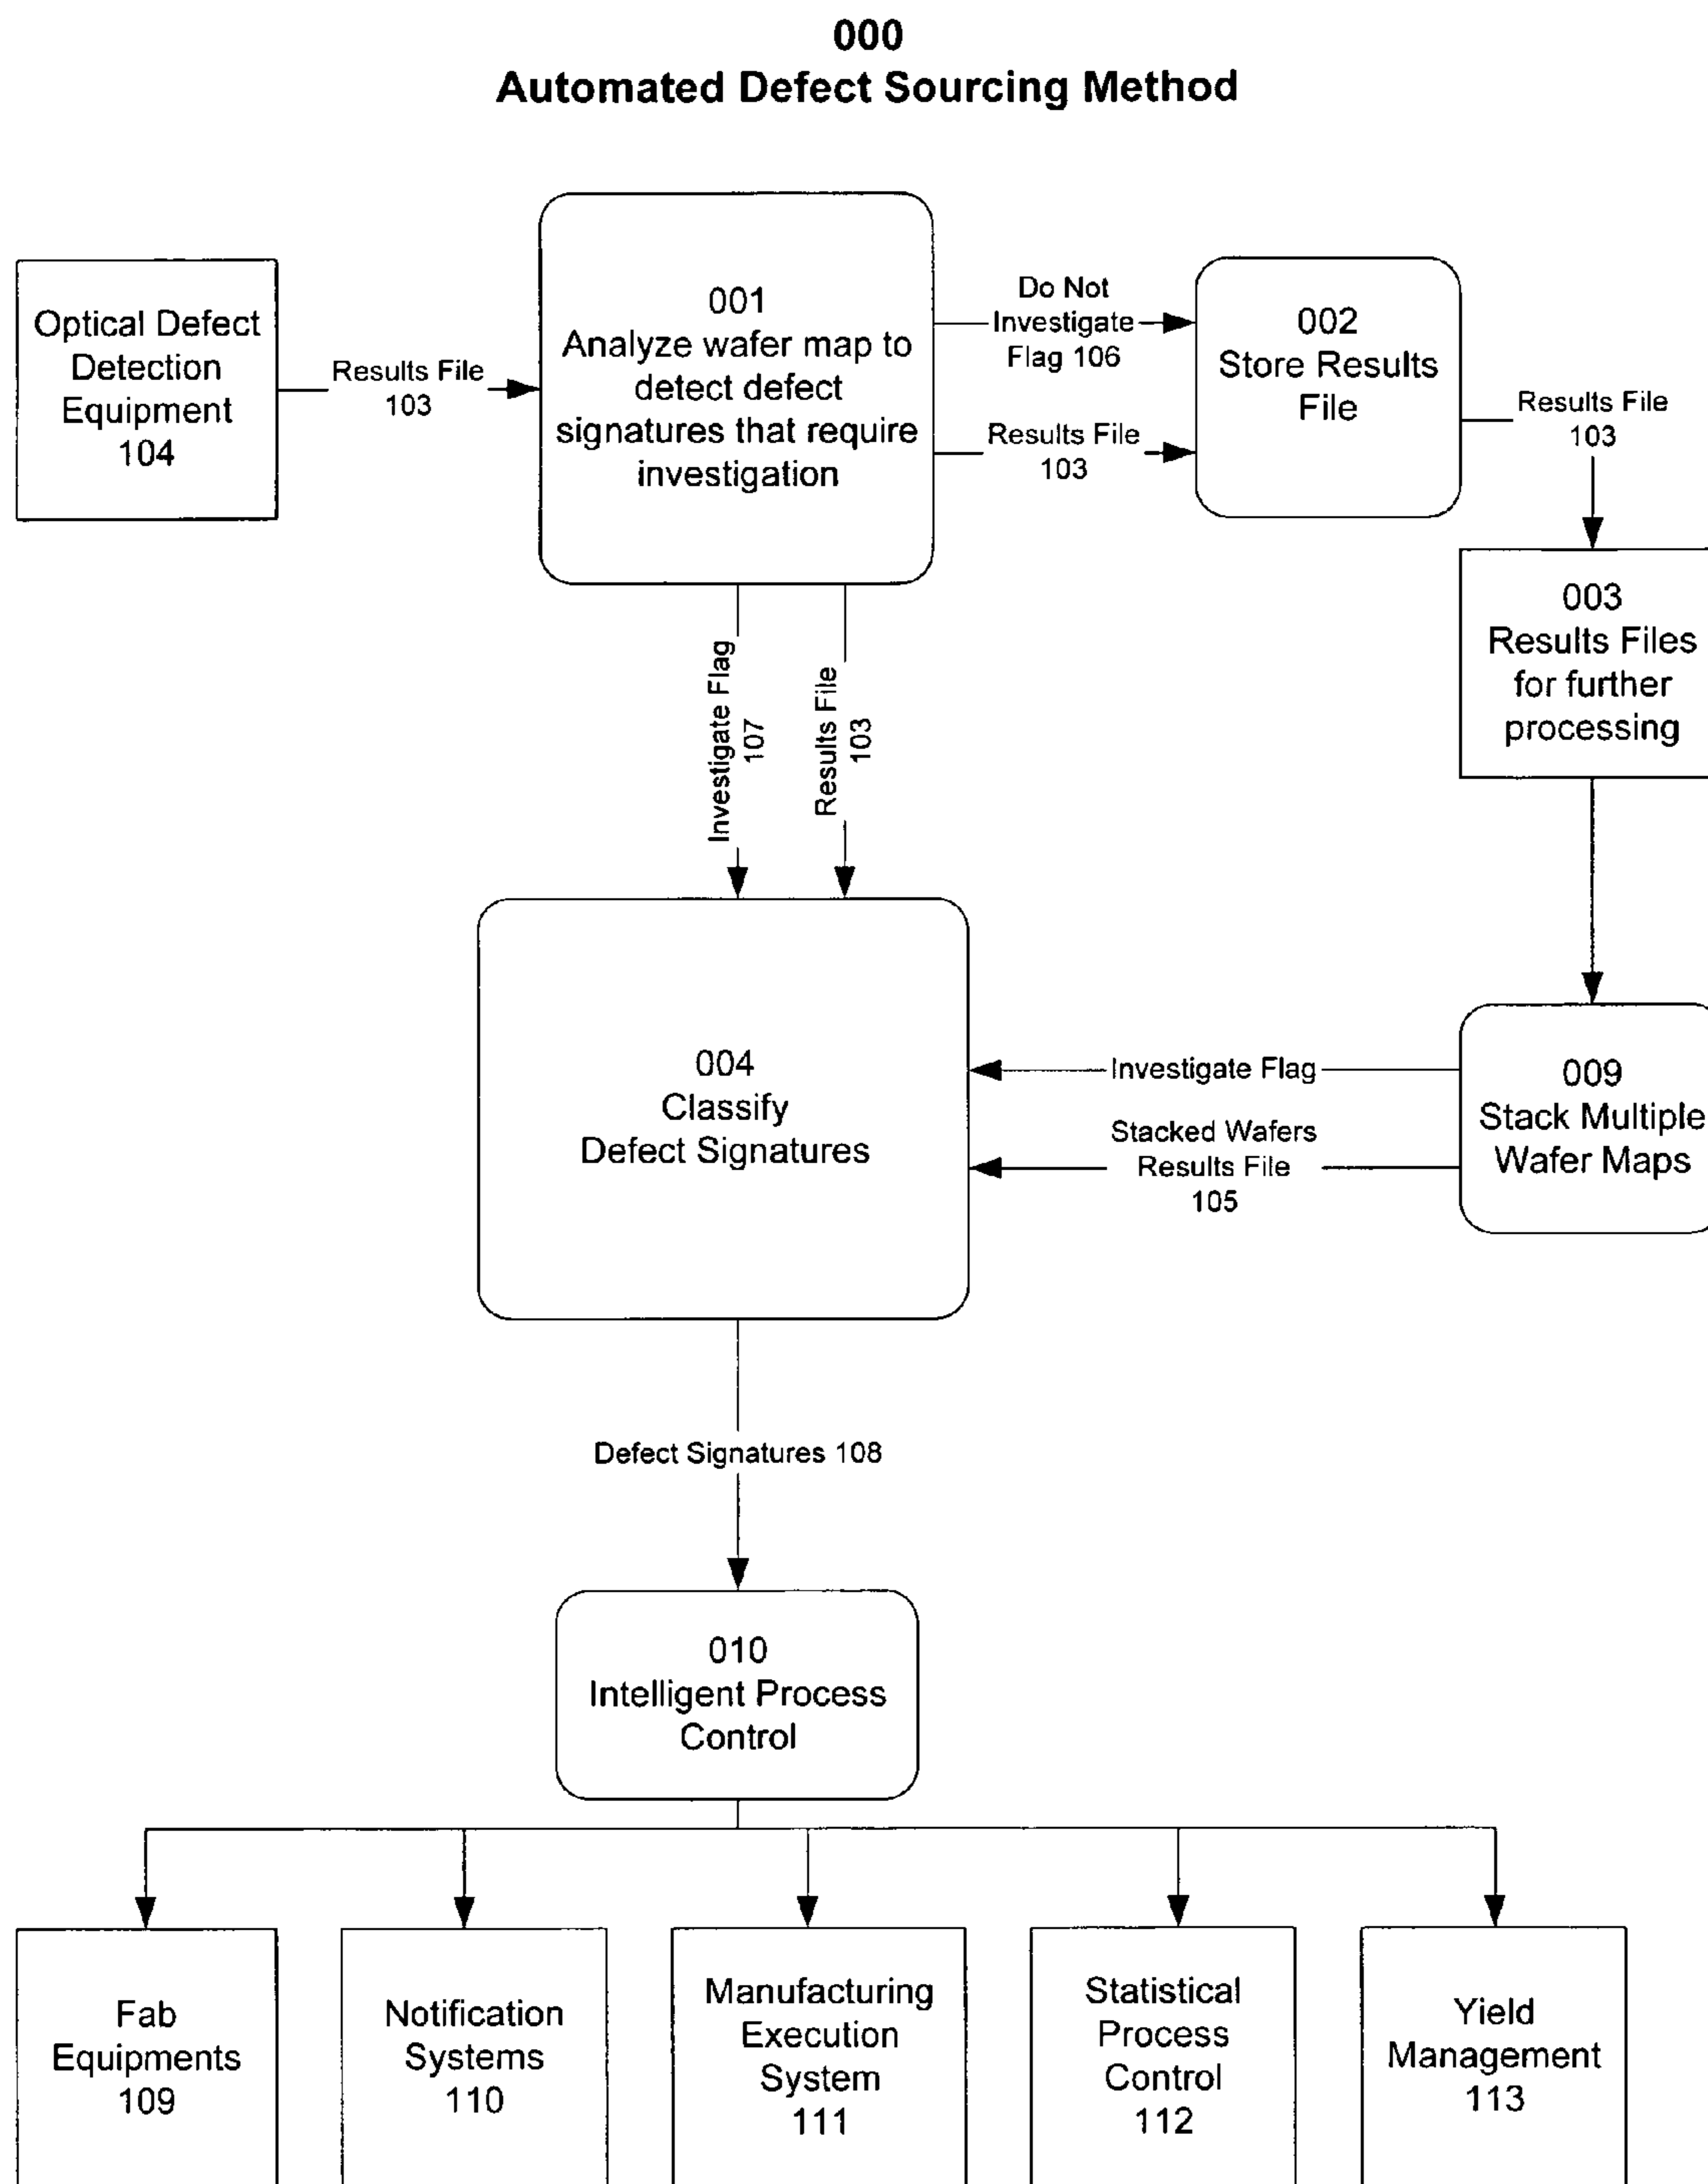 000
Automated Defect Sourcing Method
Optical Defect
Detection
Equipment
104
Results File
103
001
Analyze wafer map to
detect defect
signatures that require
investigation
Do Not
Investigate
Flag 106
Results File
103
002
Store Results
File
Results File
103
003
Results Files
for further
processing
Investigate Flag
107
Results File
103
004
Classify
Defect Signatures
Investigate Flag
Stacked Wafers
Results File
105
009
Stack Multiple
Wafer Maps
Defect Signatures 108
010
Intelligent Process
Control
Fab
Equipments
109
Notification
Systems
110
Manufacturing
Execution
System
111
Statistical
Process
Control
112
Yield
Management
113